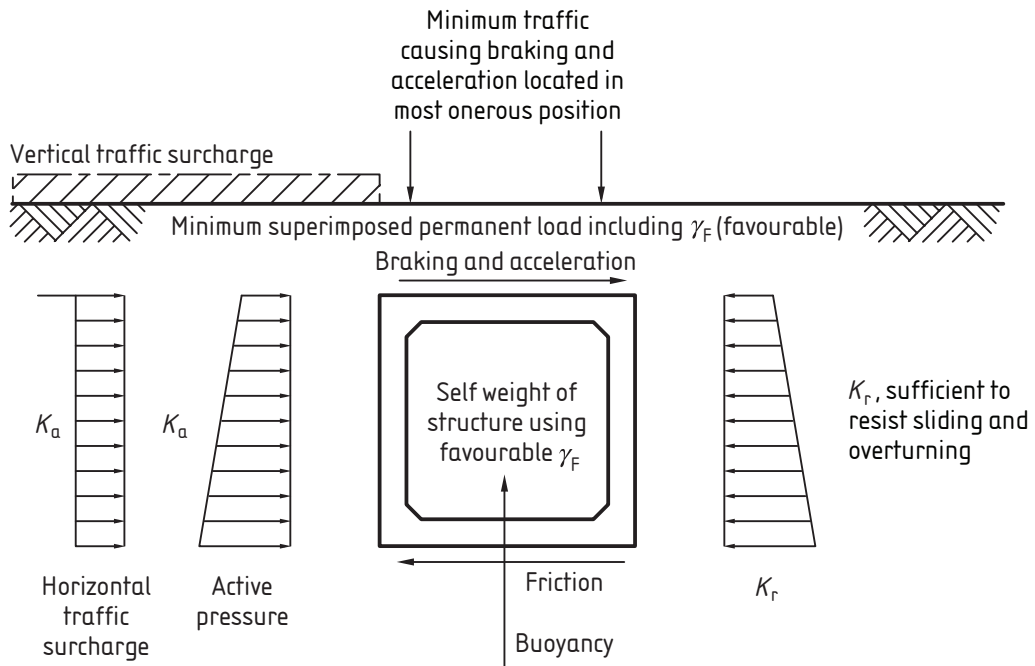 Minimum traffic
causing braking and
acceleration located in
most onerous position
Vertical traffic surcharge
Minimum superimposed permanent load including γF (favourable)
Braking and acceleration
Ka
Ka
Self weight of
structure using
favourable γF
Kr, sufficient to
resist sliding and
overturning
Horizontal
traffic
surcharge
Active
pressure
Friction
Kr
Buoyancy